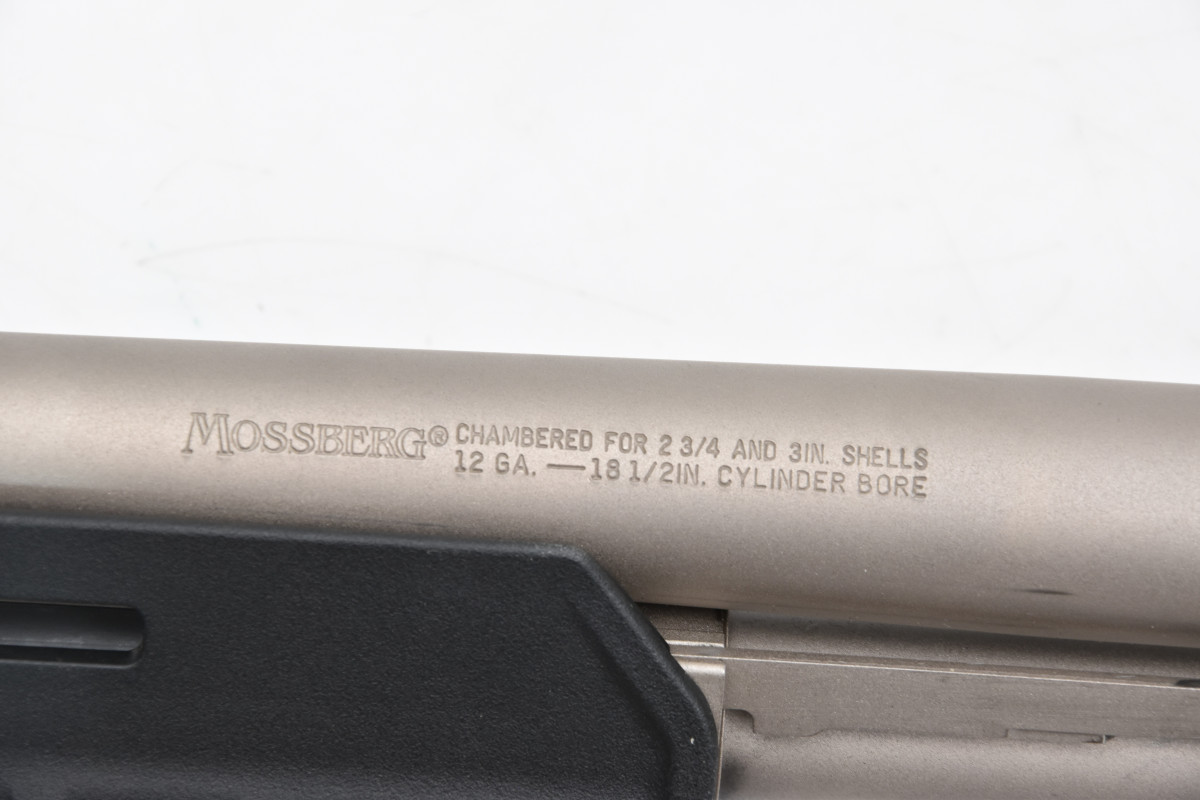 MOSSBERG® CHAMBERED FOR 2 3/4 AND 3IN. SHELLS
12 GA. — 18 1/2IN. CYLINDER BORE